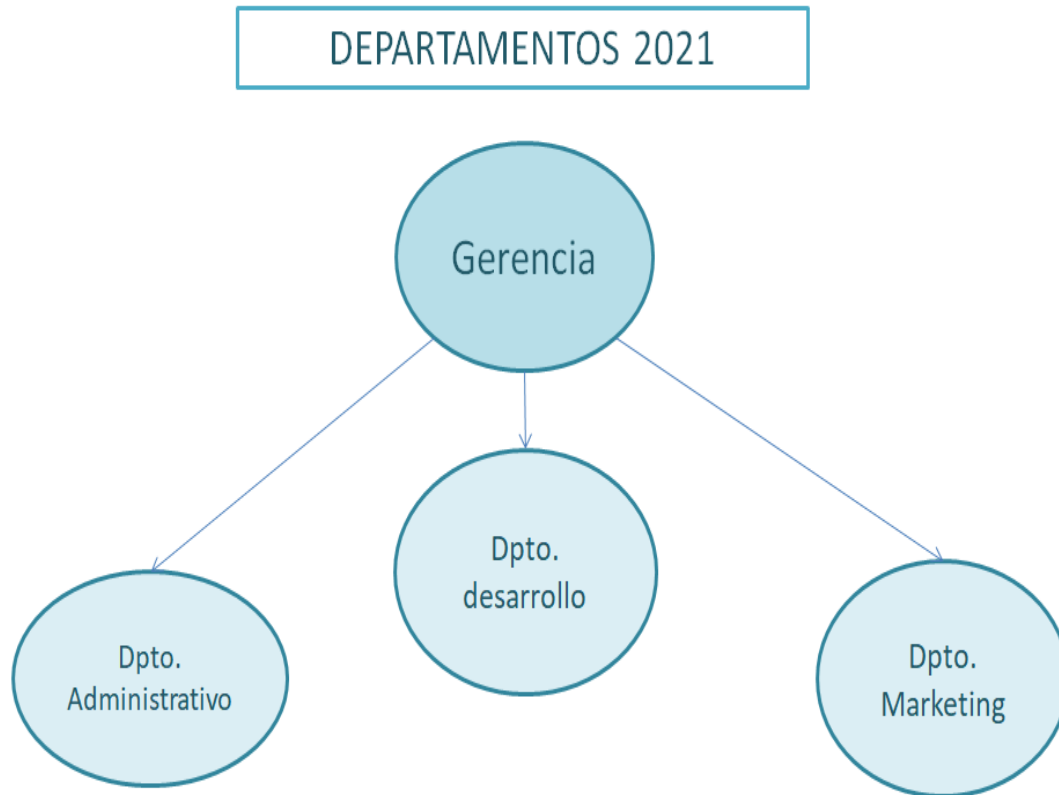 DEPARTAMENTOS 2021
Gerencia
Dpto.
desarrollo
Dpto.
Administrativo
Dpto.
Marketing